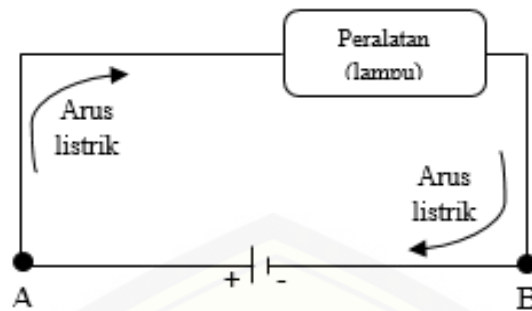 Peralatan
(lampu)
Arus
listrik
Arus
listrik
+ -
A
B